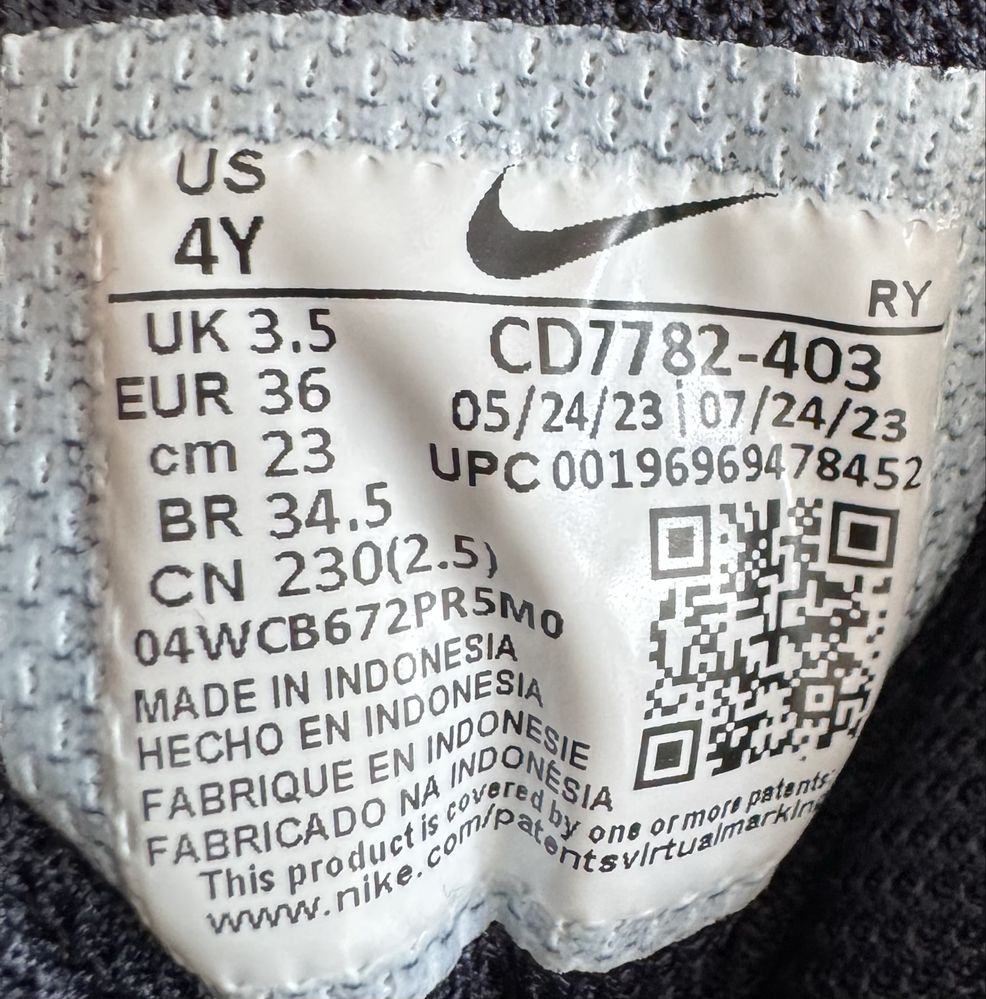 US
4Y
RY
UK 3.5
EUR 36
cm 23
BR 34.5
CN 230(2.5)
CD7782-403
05/24/23 | 07/24/23
UPC 00196969478452
04WCB672PR5M0
MADE IN INDONESIA
HECHO EN INDONESIA
FABRIQUE EN INDONESIE
FABRICADO NA INDONÉSIA
This product is covered by one or more patents:
www.nike.com/patentsvirtualmarking